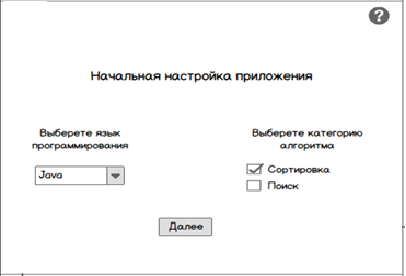 ?
Начальная настройка приложения
Выберете язык
программирования
Java
Выберете категорию
алгоритма
Сортировка
Поиск
Далее